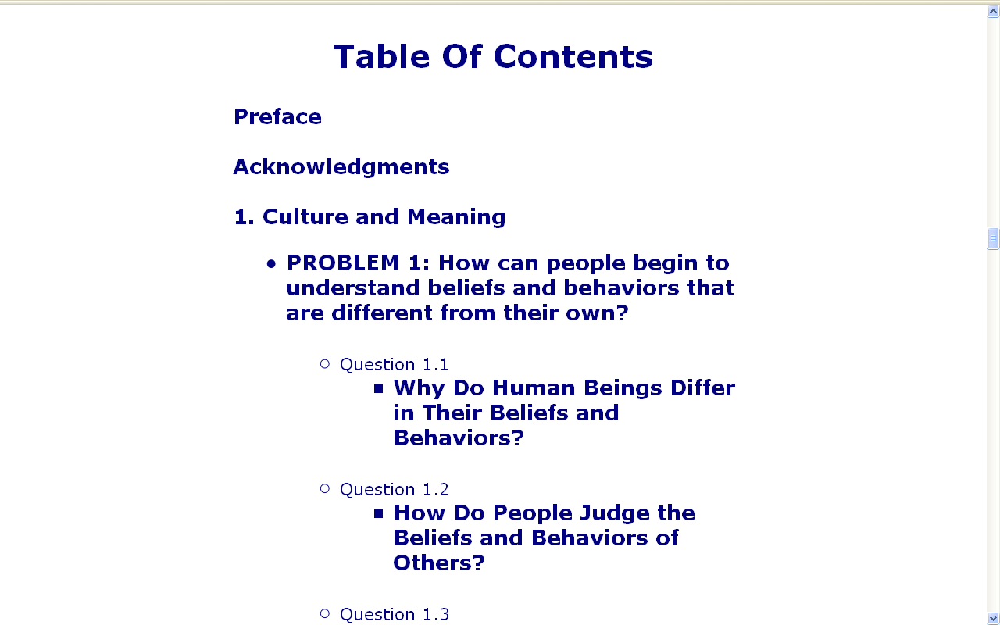 Table Of Contents
Preface
Acknowledgments
1. Culture and Meaning
• PROBLEM 1: How can people begin to
understand beliefs and behaviors that
are different from their own?
○ Question 1.1
■ Why Do Human Beings Differ
in Their Beliefs and
Behaviors?
○ Question 1.2
■ How Do People Judge the
Beliefs and Behaviors of
Others?
○ Question 1.3